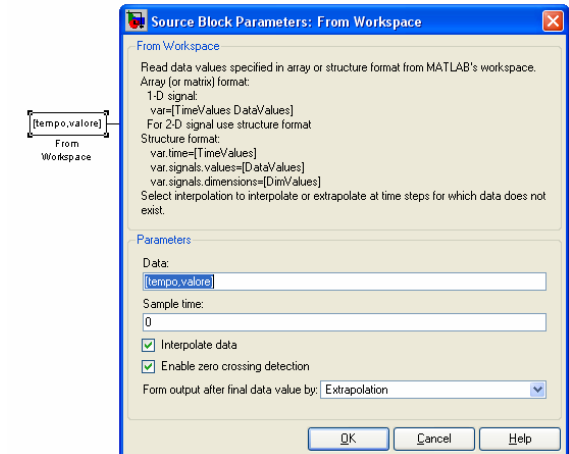 Source Block Parameters: From Workspace
From Workspace
Read data values specified in array or structure format from MATLAB's workspace.
Array (or matrix) format:
1-D signal:
var=[TimeValues DataValues]
For 2-D signal use structure format
Structure format:
var.time=[TimeValues]
var.signals.values=[DataValues]
var.signals.dimensions=[DimValues]
Select interpolation to interpolate or extrapolate at time steps for which data does not
exist.
[tempo,valore]
From
Workspace
Parameters
Data:
[tempo,valore]
Sample time:
0
Interpolate data
Enable zero crossing detection
Form output after final data value by: Extrapolation
OK Cancel Help